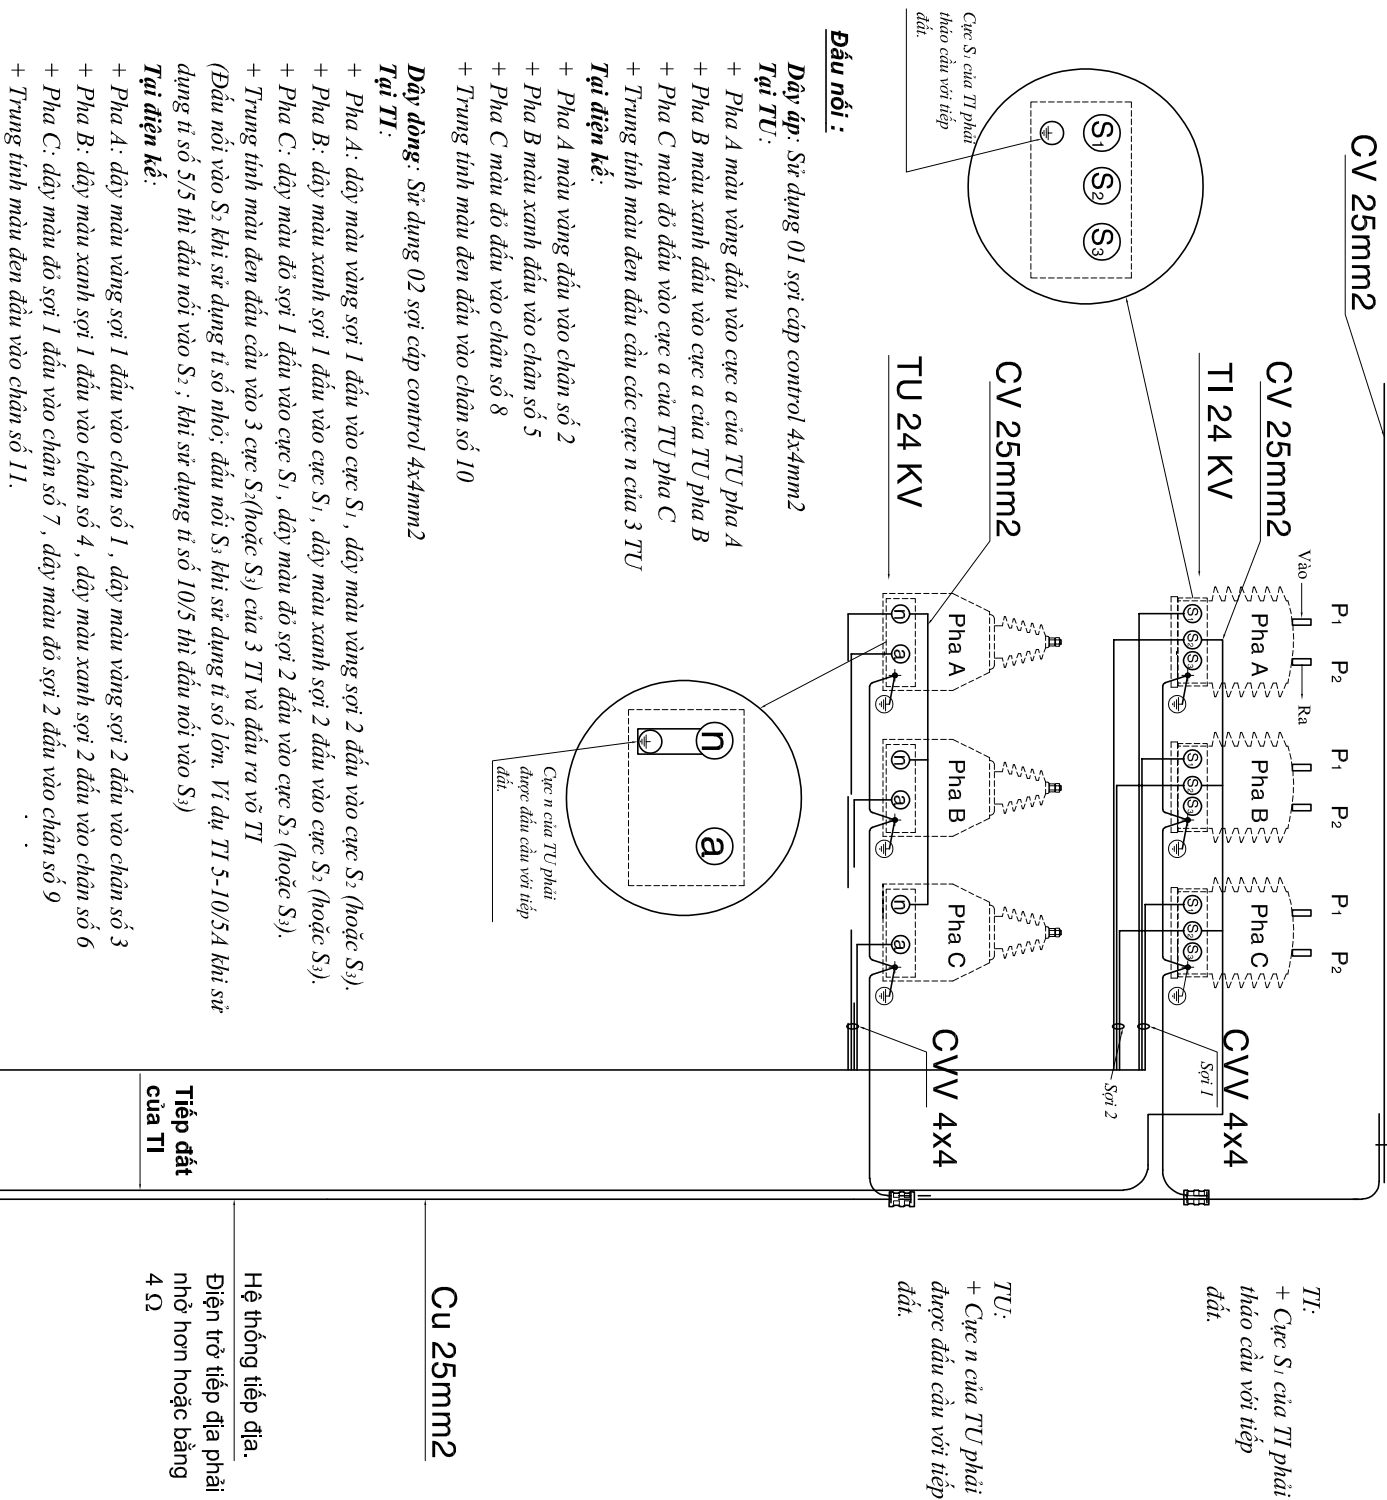 CV 25mm2
CV 25mm2
TI 24 KV
CV 25mm2
TU 24 KV
P1
P2
P1
P2
P1
P2
Vào
Ra
Pha A
Pha B
Pha C
S1
S2
S3
S1
S2
S3
S1
S2
S3
Pha A
Pha B
Pha C
n
a
n
a
n
a
CVV 4x4
Sợi 1
Sợi 2
CVV 4x4
S1
S2
S3
Cực S1 của TI phải
tháo cầu với tiếp
đất.
n
a
Cực n của TU phải
được đấu cầu với tiếp
đất.
TI:
+ Cực S1 của TI phải
tháo cầu với tiếp
đất.
TU:
+ Cực n của TU phải
được đấu cầu với tiếp
đất.
Đấu nối :
Dây áp: Sử dụng 01 sợi cáp control 4x4mm2
Tại TU:
+ Pha A màu vàng đấu vào cực a của TU pha A
+ Pha B màu xanh đấu vào cực a của TU pha B
+ Pha C màu đỏ đấu vào cực a của TU pha C
+ Trung tính màu đen đấu cầu các cực n của 3 TU
Tại điện kế:
+ Pha A màu vàng đấu vào chân số 2
+ Pha B màu xanh đấu vào chân số 5
+ Pha C màu đỏ đấu vào chân số 8
+ Trung tính màu đen đấu vào chân số 10
Dây dòng: Sử dụng 02 sợi cáp control 4x4mm2
Tại TI:
+ Pha A: dây màu vàng sợi 1 đấu vào cực S1 , dây màu vàng sợi 2 đấu vào cực S2 (hoặc S3).
+ Pha B: dây màu xanh sợi 1 đấu vào cực S1 , dây màu xanh sợi 2 đấu vào cực S2 (hoặc S3).
+ Pha C: dây màu đỏ sợi 1 đấu vào cực S1 , dây màu đỏ sợi 2 đấu vào cực S2 (hoặc S3).
+ Trung tính màu đen đấu cầu vào 3 cực S2(hoặc S3) của 3 TI và đấu ra vỏ TI
(Đấu nối vào S2 khi sử dụng tỉ số nhỏ; đấu nối S3 khi sử dụng tỉ số lớn. Ví dụ TI 5-10/5A khi sử
dụng tỉ số 5/5 thì đấu nối vào S2 ; khi sử dụng tỉ số 10/5 thì đấu nối vào S3)
Tại điện kế:
+ Pha A: dây màu vàng sợi 1 đấu vào chân số 1 , dây màu vàng sợi 2 đấu vào chân số 3
+ Pha B: dây màu xanh sợi 1 đấu vào chân số 4 , dây màu xanh sợi 2 đấu vào chân số 6
+ Pha C: dây màu đỏ sợi 1 đấu vào chân số 7 , dây màu đỏ sợi 2 đấu vào chân số 9
+ Trung tính màu đen đấu vào chân số 11.
Tiếp đất
của TI
Cu 25mm2
Hệ thống tiếp địa.
Điện trở tiếp địa phải
nhở hơn hoặc bằng
4 Ω